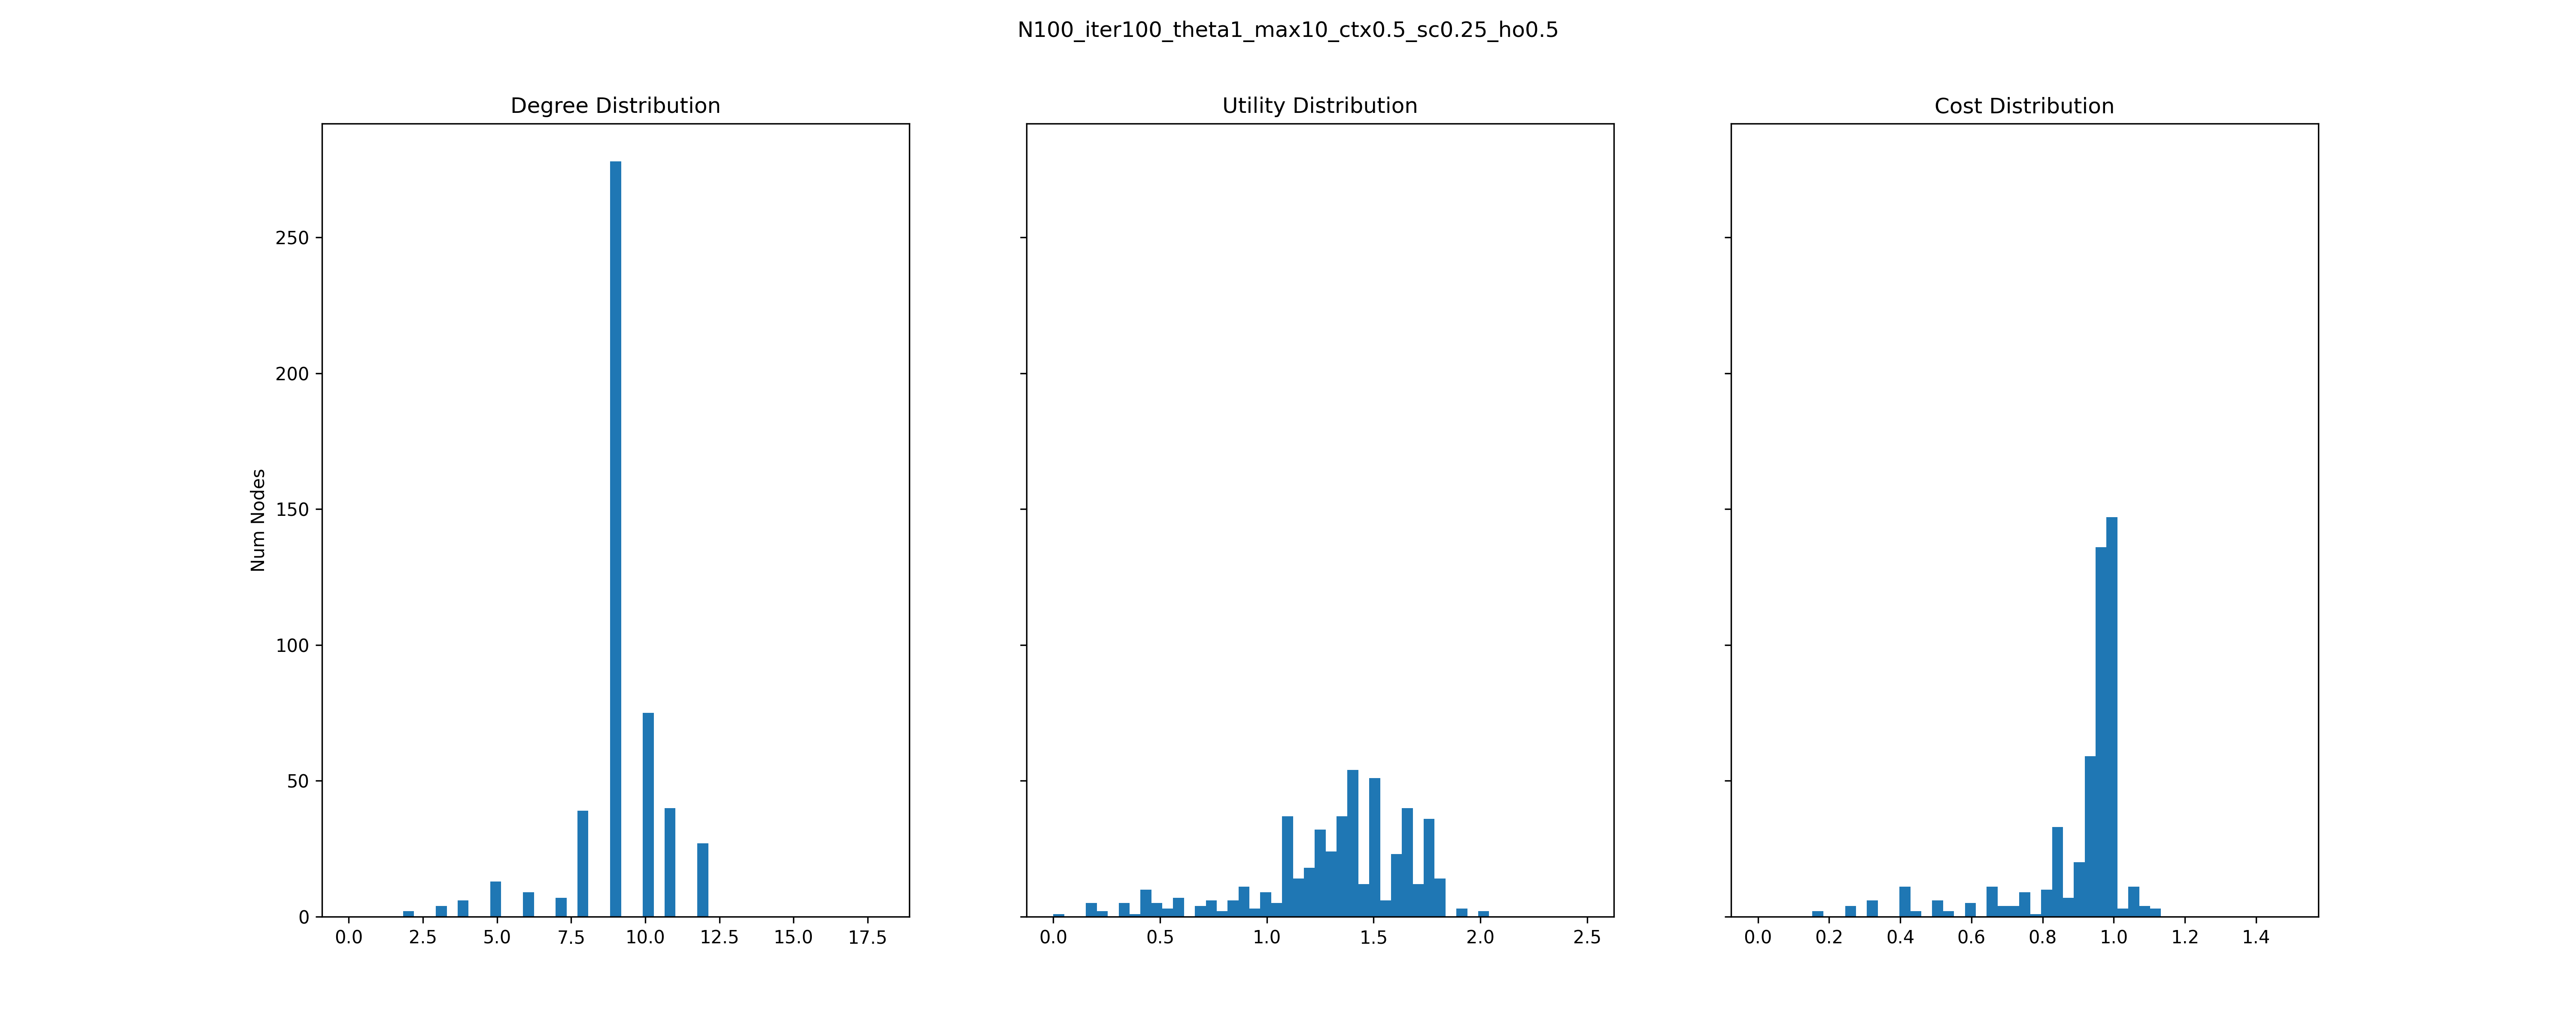 N100_iter100_theta1_max10_ctx0.5_sc0.25_ho0.5
Degree Distribution
Utility Distribution
Cost Distribution
Num Nodes
250
200
150
100
50
0
0.0 2.5 5.0 7.5 10.0 12.5 15.0 17.5
0.0 0.5 1.0 1.5 2.0 2.5
0.0 0.2 0.4 0.6 0.8 1.0 1.2 1.4